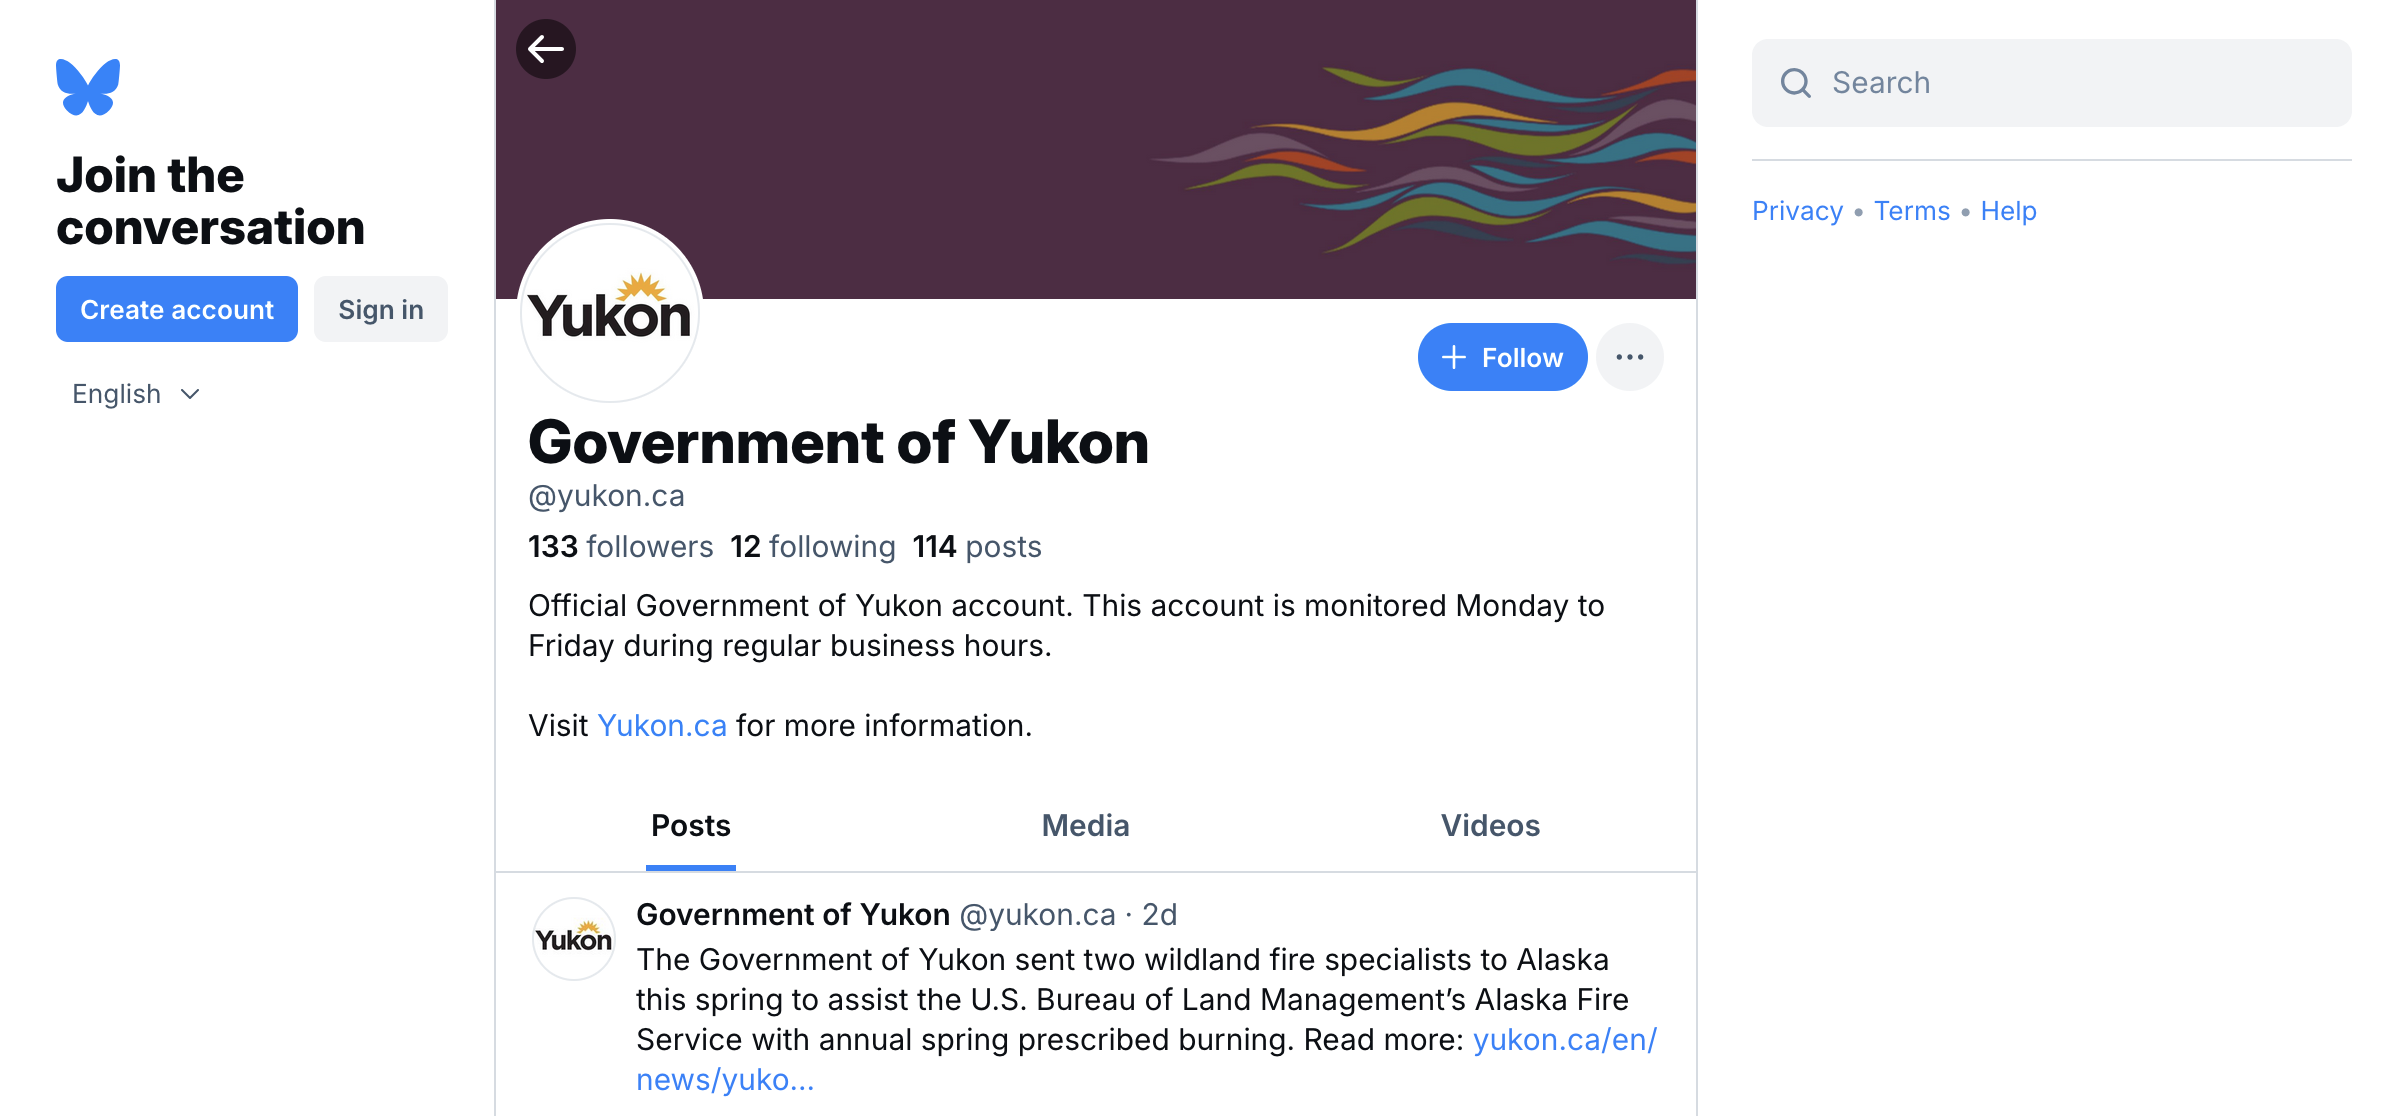 Join the
conversation
Create account
Sign in
English
Yukon
Follow
Government of Yukon
@yukon.ca
133 followers 12 following 114 posts
Official Government of Yukon account. This account is monitored Monday to
Friday during regular business hours.
Visit Yukon.ca for more information.
Posts
Media
Videos
Yukon
Government of Yukon @yukon.ca · 2d
The Government of Yukon sent two wildland fire specialists to Alaska
this spring to assist the U.S. Bureau of Land Management’s Alaska Fire
Service with annual spring prescribed burning. Read more: yukon.ca/en/
news/yuko...
Search
Privacy • Terms • Help